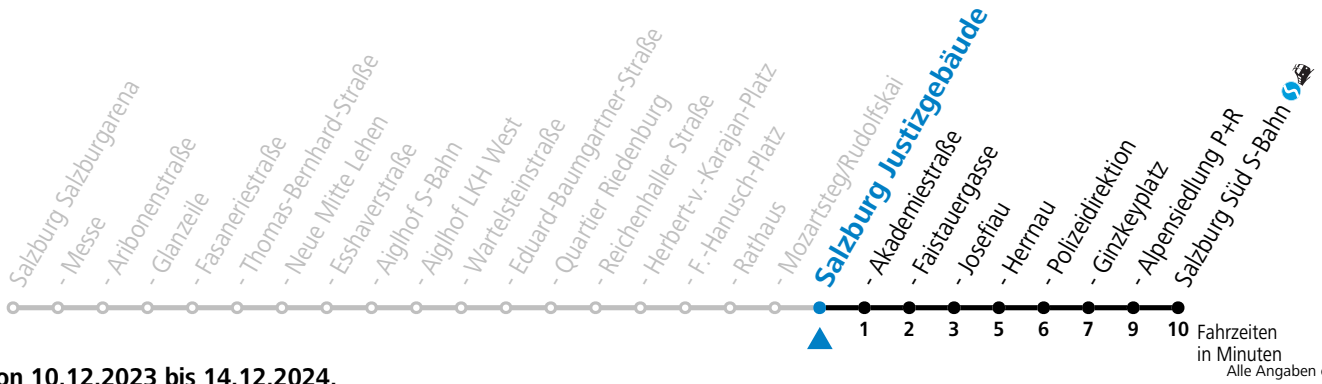 Salzburg Salzburgarena
- Messe
- Aribonenstraße
- Glanzeile
- Fasaneriestraße
- Thomas-Bernhard-Straße
- Neue Mitte Lehen
- Esshaverstraße
- Aiglhof S-Bahn
- Aiglhof LKH West
- Wartelsteinstraße
- Eduard-Baumgartner-Straße
- Quartier Riedenburg
- Reichenhaller Straße
- Herbert-v.-Karajan-Platz
- F.-Hanusch-Platz
- Rathaus
- Mozartsteg/Rudolfskai
Salzburg Justizgebäude
- Akademiestraße
- Faistauergasse
- Josefiau
- Herrnau
- Polizeidirektion
- Ginzkeyplatz
- Alpensiedlung P+R
Salzburg Süd S-Bahn
1 2 3 5 6 7 9 10 Fahrzeiten
in Minuten
Alle Angaben
on 10.12.2023 bis 14.12.2024.